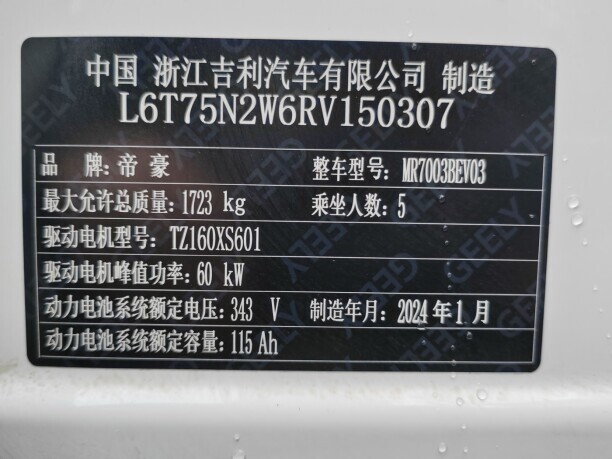 中国 浙江吉利汽车有限公司 制造
L6T75N2W6RV150307
品 牌: 帝豪 整车型号: MR7003BEV03
最大允许总质量: 1723 kg 乘坐人数: 5
驱动电机型号: TZ160XS601
驱动电机峰值功率: 60 kW
动力电池系统额定电压: 343 V 制造年月: 2024年1月
动力电池系统额定容量: 115 Ah
GEELY